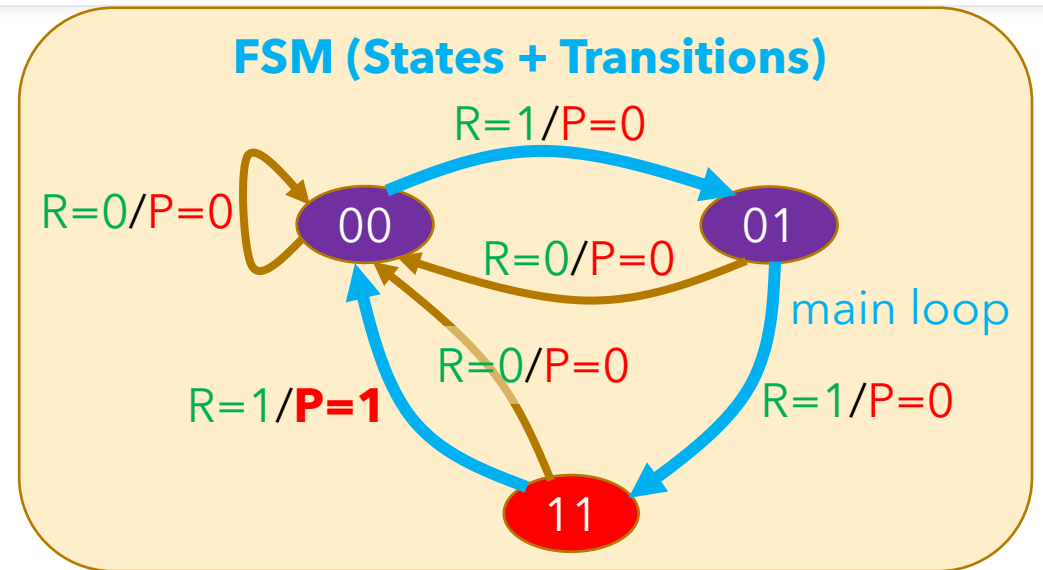 FSM (States + Transitions)
R=1/P=0
R=0/P=0
00
01
R=0/P=0
main loop
R=0/P=0
R=1/P=1
R=1/P=0
11